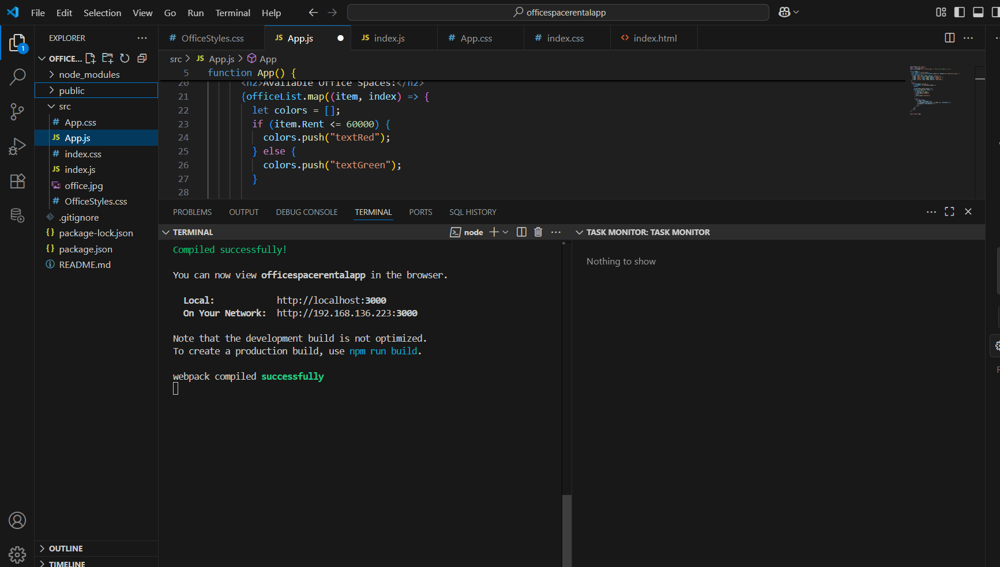 File Edit Selection View Go Run Terminal Help
officespacerentalapp
EXPLORER
OFFICE...
node_modules
public
src
App.css
App.js
index.css
index.js
office.jpg
OfficeStyles.css
.gitignore
package-lock.json
package.json
README.md
OUTLINE
TIMELINE
1
OfficeStyles.css App.js index.js App.css index.css index.html
src > App.js > App
5 function App() {
20 <h2>Available Office Spaces:</h2>
21 {officeList.map((item, index) => {
22 let colors = [];
23 if (item.Rent <= 60000) {
24 colors.push("textRed");
25 } else {
26 colors.push("textGreen");
27 }
28
PROBLEMS OUTPUT DEBUG CONSOLE TERMINAL PORTS SQL HISTORY
TERMINAL
node
TASK MONITOR: TASK MONITOR
Nothing to show
Compiled successfully!
You can now view officespacerentalapp in the browser.
Local: http://localhost:3000
On Your Network: http://192.168.136.223:3000
Note that the development build is not optimized.
To create a production build, use npm run build.
webpack compiled successfully